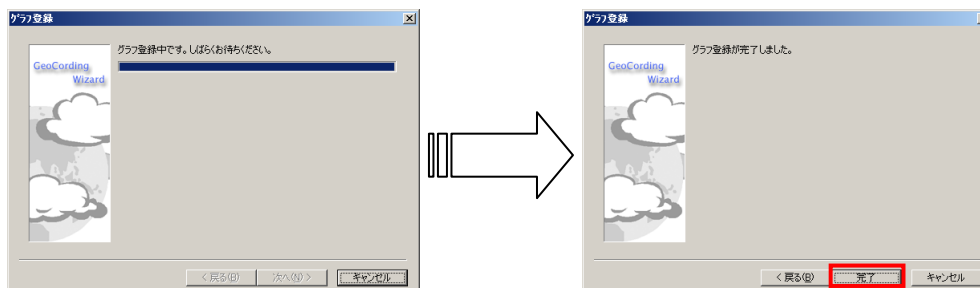 グラフ登録
グラフ登録中です。しばらくお待ちください。
GeoCording
Wizard
< 戻る(B)
次へ(N) >
キャンセル
グラフ登録
グラフ登録が完了しました。
GeoCording
Wizard
< 戻る(B)
完了
キャンセル